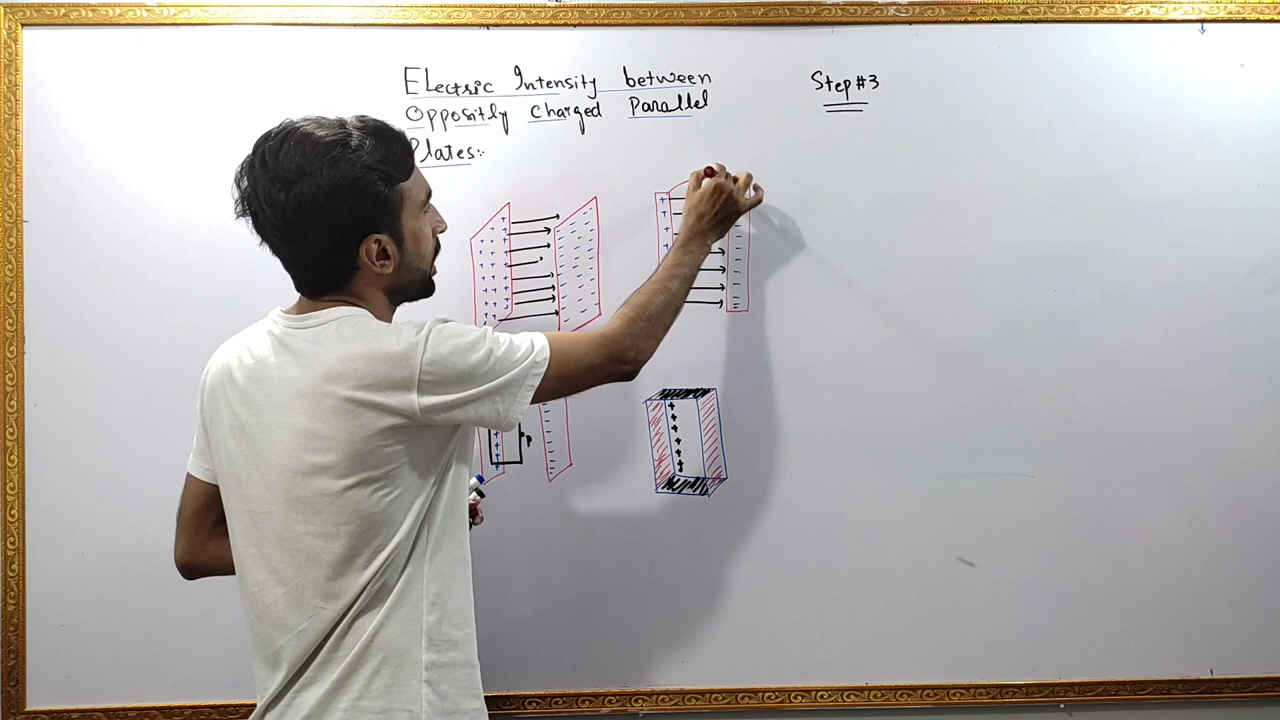 Electric Intensity between
Oppositly charged Parallel
Plates:-
Step #3
P